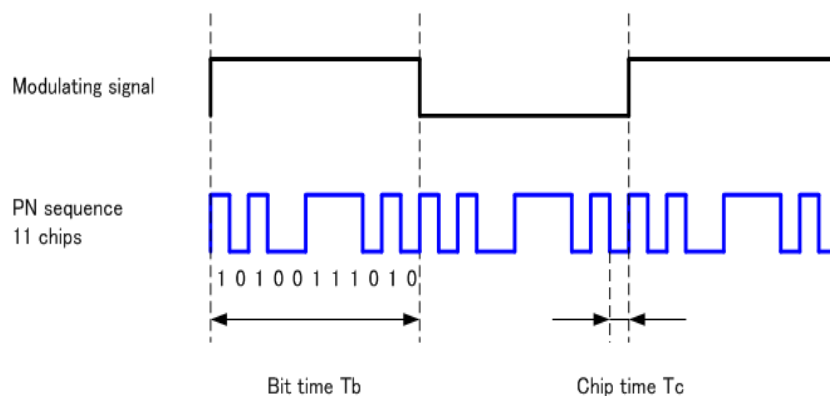 Modulating signal
PN sequence
11 chips
1 0 1 0 0 1 1 1 0 1 0
Bit time Tb
Chip time Tc